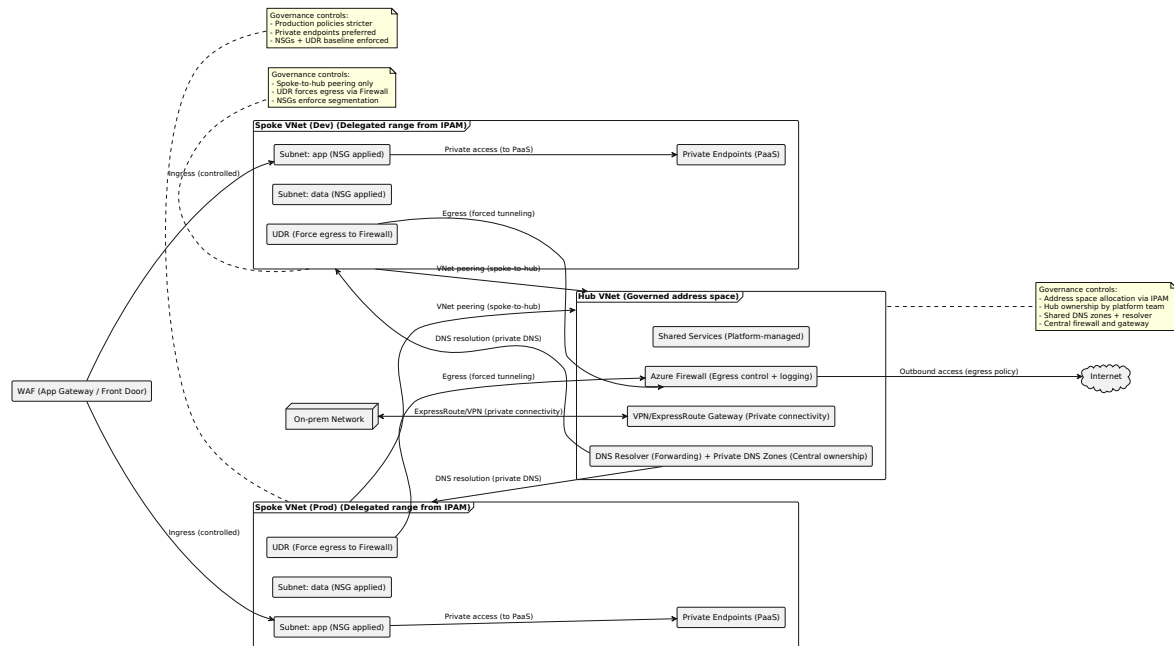 Governance controls:
- Production policies stricter
- Private endpoints preferred
- NSGs + UDR baseline enforced
Governance controls:
- Spoke-to-hub peering only
- UDR forces egress via Firewall
- NSGs enforce segmentation
Spoke VNet (Dev) (Delegated range from IPAM)
Subnet: app (NSG applied)
Private access (to PaaS)
Private Endpoints (PaaS)
Ingress (controlled)
Subnet: data (NSG applied)
Egress (forced tunneling)
UDR (Force egress to Firewall)
VNet peering (spoke-to-hub)
Hub VNet (Governed address space)
Governance controls:
- Address space allocation via IPAM
- Hub ownership by platform team
- Shared DNS zones + resolver
- Central firewall and gateway
VNet peering (spoke-to-hub)
Shared Services (Platform-managed)
DNS resolution (private DNS)
Egress (forced tunneling)
Azure Firewall (Egress control + logging)
Outbound access (egress policy)
Internet
WAF (App Gateway / Front Door)
On-prem Network
ExpressRoute/VPN (private connectivity)
VPN/ExpressRoute Gateway (Private connectivity)
DNS Resolver (Forwarding) + Private DNS Zones (Central ownership)
DNS resolution (private DNS)
Spoke VNet (Prod) (Delegated range from IPAM)
Ingress (controlled)
UDR (Force egress to Firewall)
Subnet: data (NSG applied)
Subnet: app (NSG applied)
Private access (to PaaS)
Private Endpoints (PaaS)